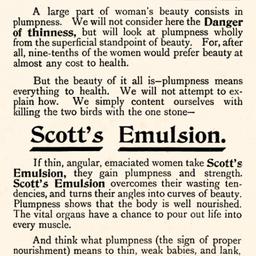 A large part of woman's beauty consists in
plumpness. We will not consider here the Danger
of thinness, but will look at plumpness wholly
from the superficial standpoint of beauty. For, after
all, nine-tenths of the women would prefer beauty at
almost any cost to health.
But the beauty of it all is—plumpness means
everything to health. We will not attempt to ex-
plain how. We simply content ourselves with
killing the two birds with the one stone—
Scott's Emulsion.
If thin, angular, emaciated women take Scott's
Emulsion, they gain plumpness and strength.
Scott's Emulsion overcomes their wasting ten-
dencies, and turns their angles into curves of beauty.
Plumpness shows that the body is well nourished.
The vital organs have a chance to pour out life into
every muscle.
And think what plumpness (the sign of proper
nourishment) means to thin, weak babies, and lank,